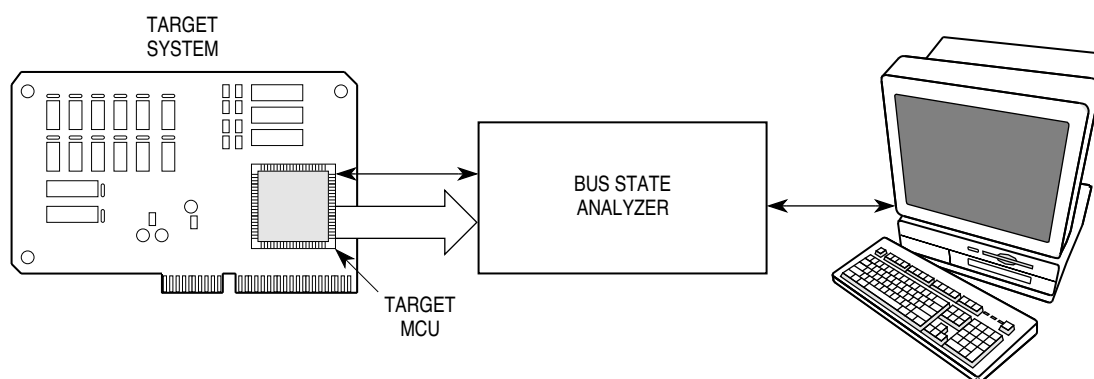 TARGET
SYSTEM
BUS STATE
ANALYZER
TARGET
MCU